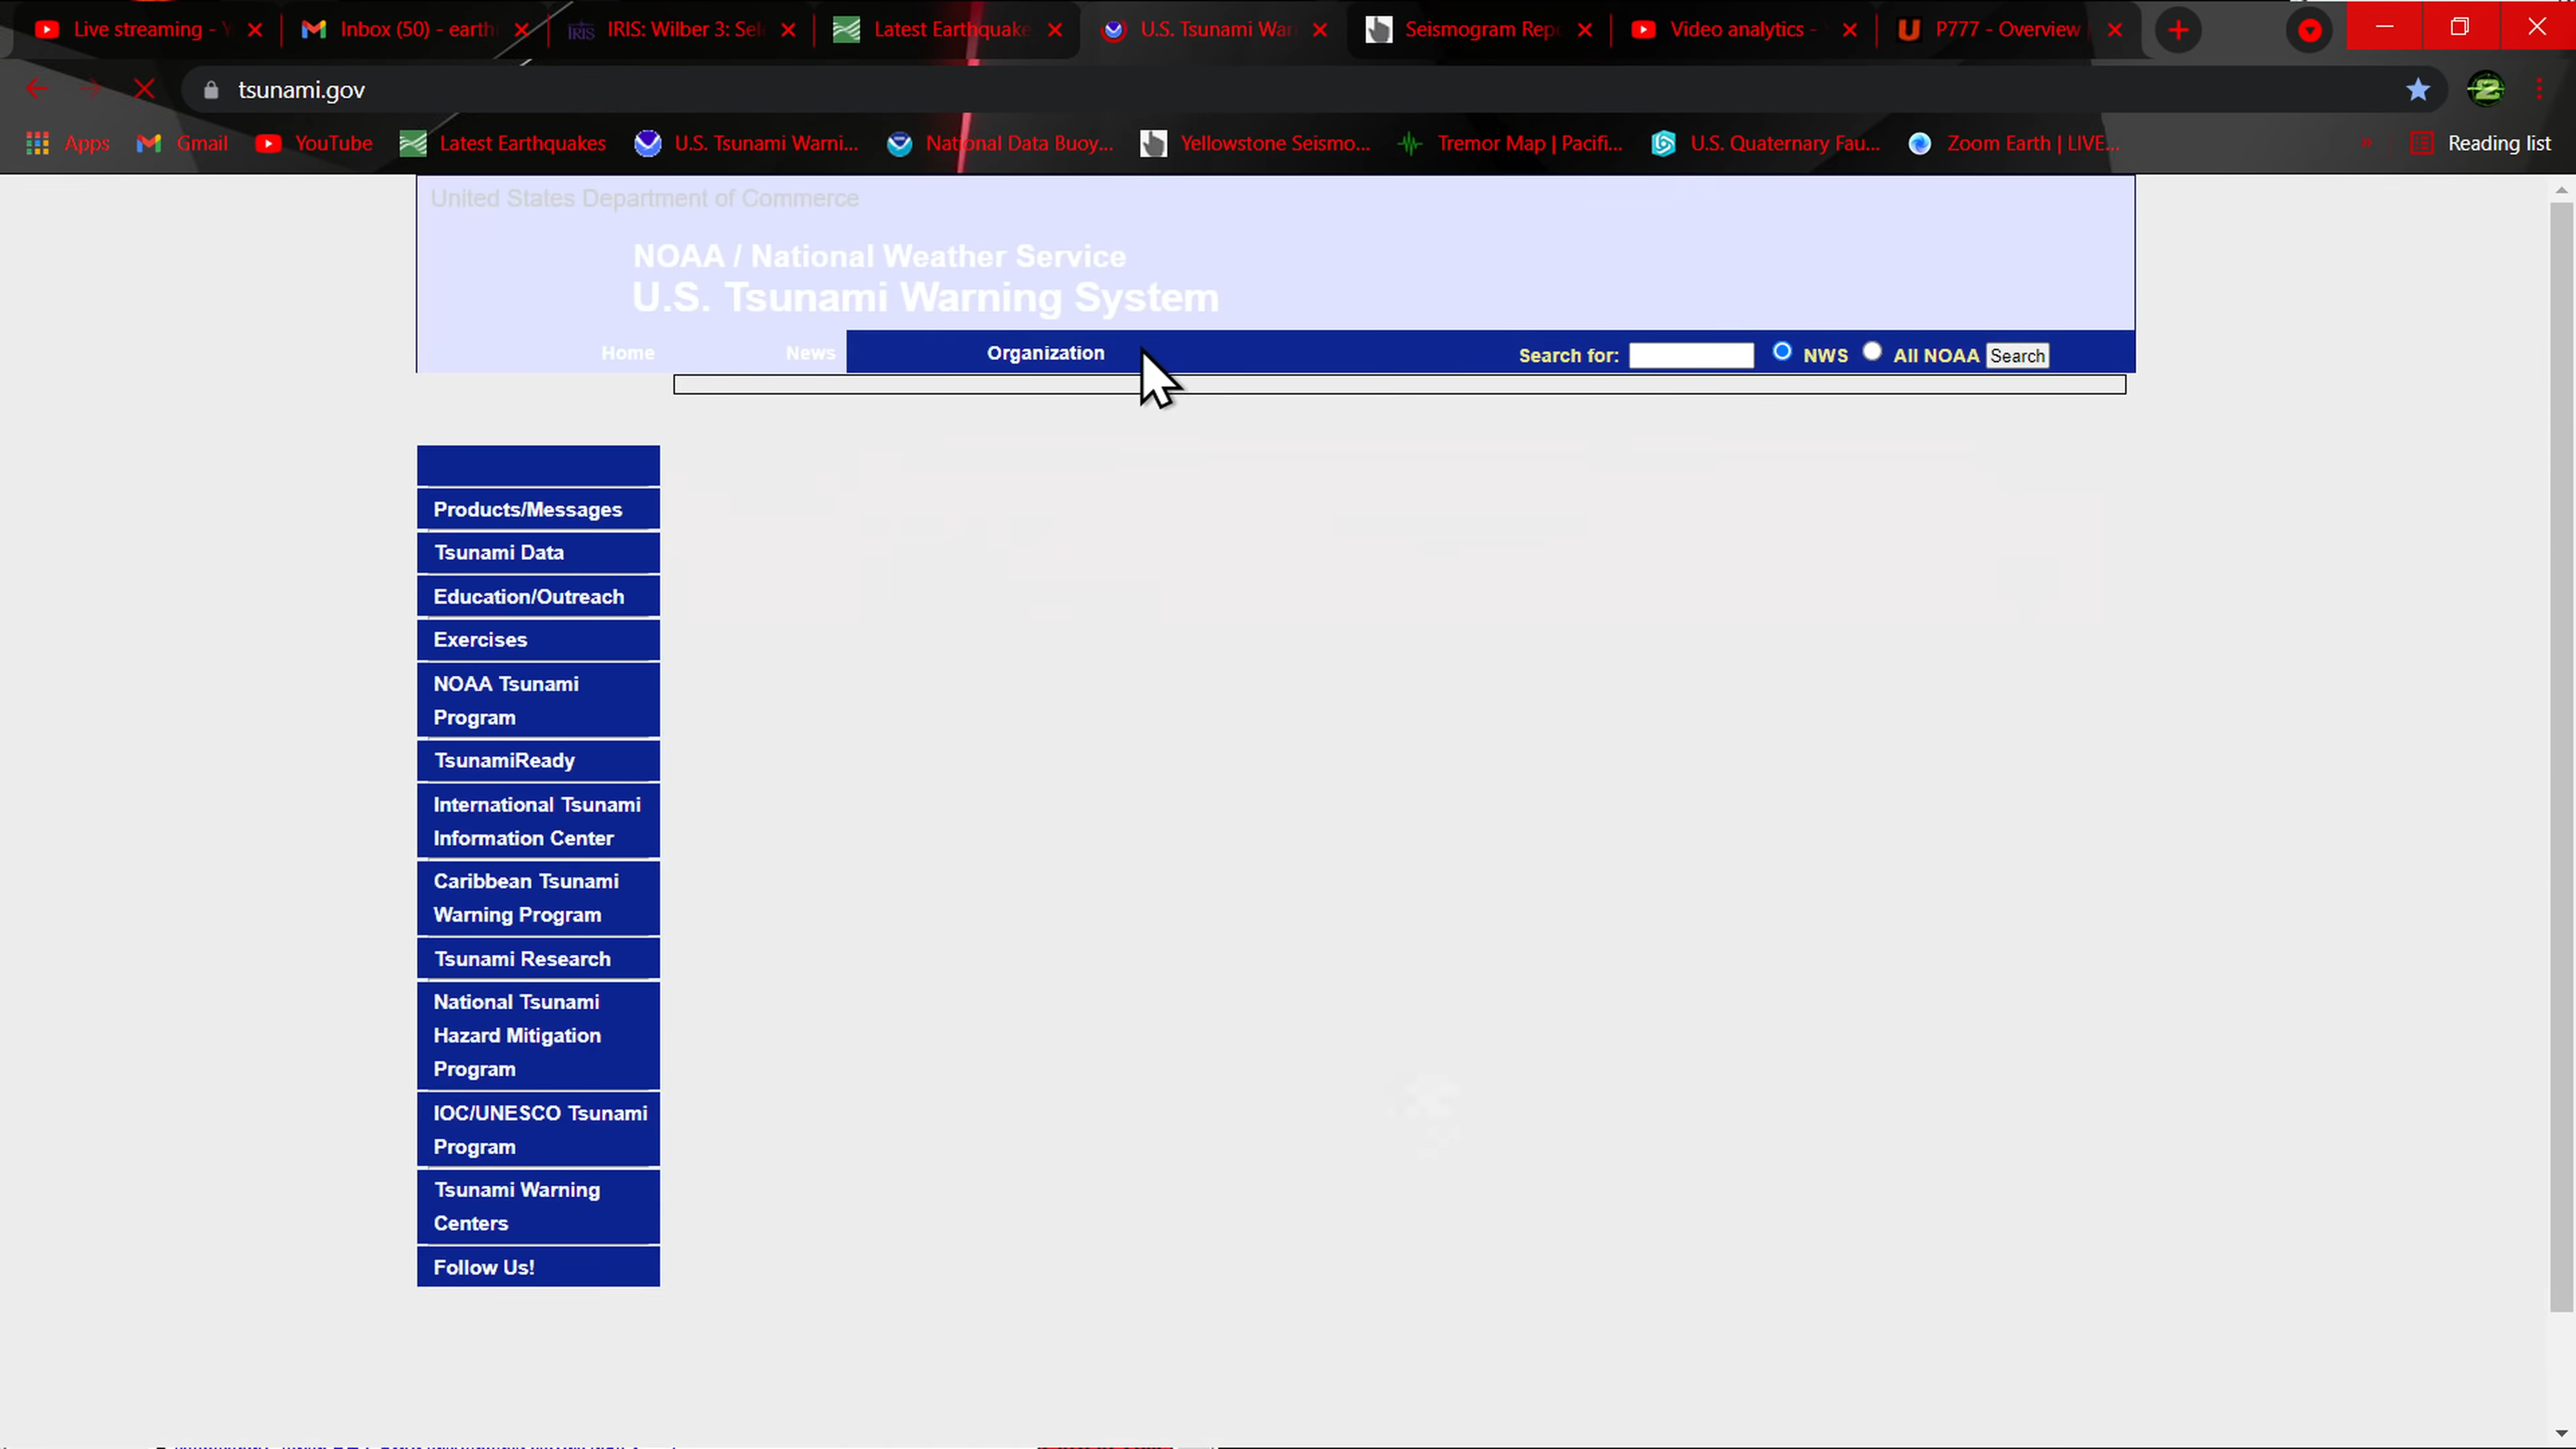 Live streaming - Y
Inbox (50) - earth
IRIS: Wilber 3: Sel
Latest Earthquake
U.S. Tsunami War
Seismogram Repo
Video analytics -
P777 - Overview
tsunami.gov
Apps
Gmail
YouTube
Latest Earthquakes
U.S. Tsunami Warni...
National Data Buoy...
Yellowstone Seismo...
Tremor Map | Pacifi...
U.S. Quaternary Fau...
Zoom Earth | LIVE...
»
Reading list
United States Department of Commerce
NOAA / National Weather Service
U.S. Tsunami Warning System
Home News Organization Search for: NWS All NOAA Search
Products/Messages
Tsunami Data
Education/Outreach
Exercises
NOAA Tsunami
Program
TsunamiReady
International Tsunami
Information Center
Caribbean Tsunami
Warning Program
Tsunami Research
National Tsunami
Hazard Mitigation
Program
IOC/UNESCO Tsunami
Program
Tsunami Warning
Centers
Follow Us!